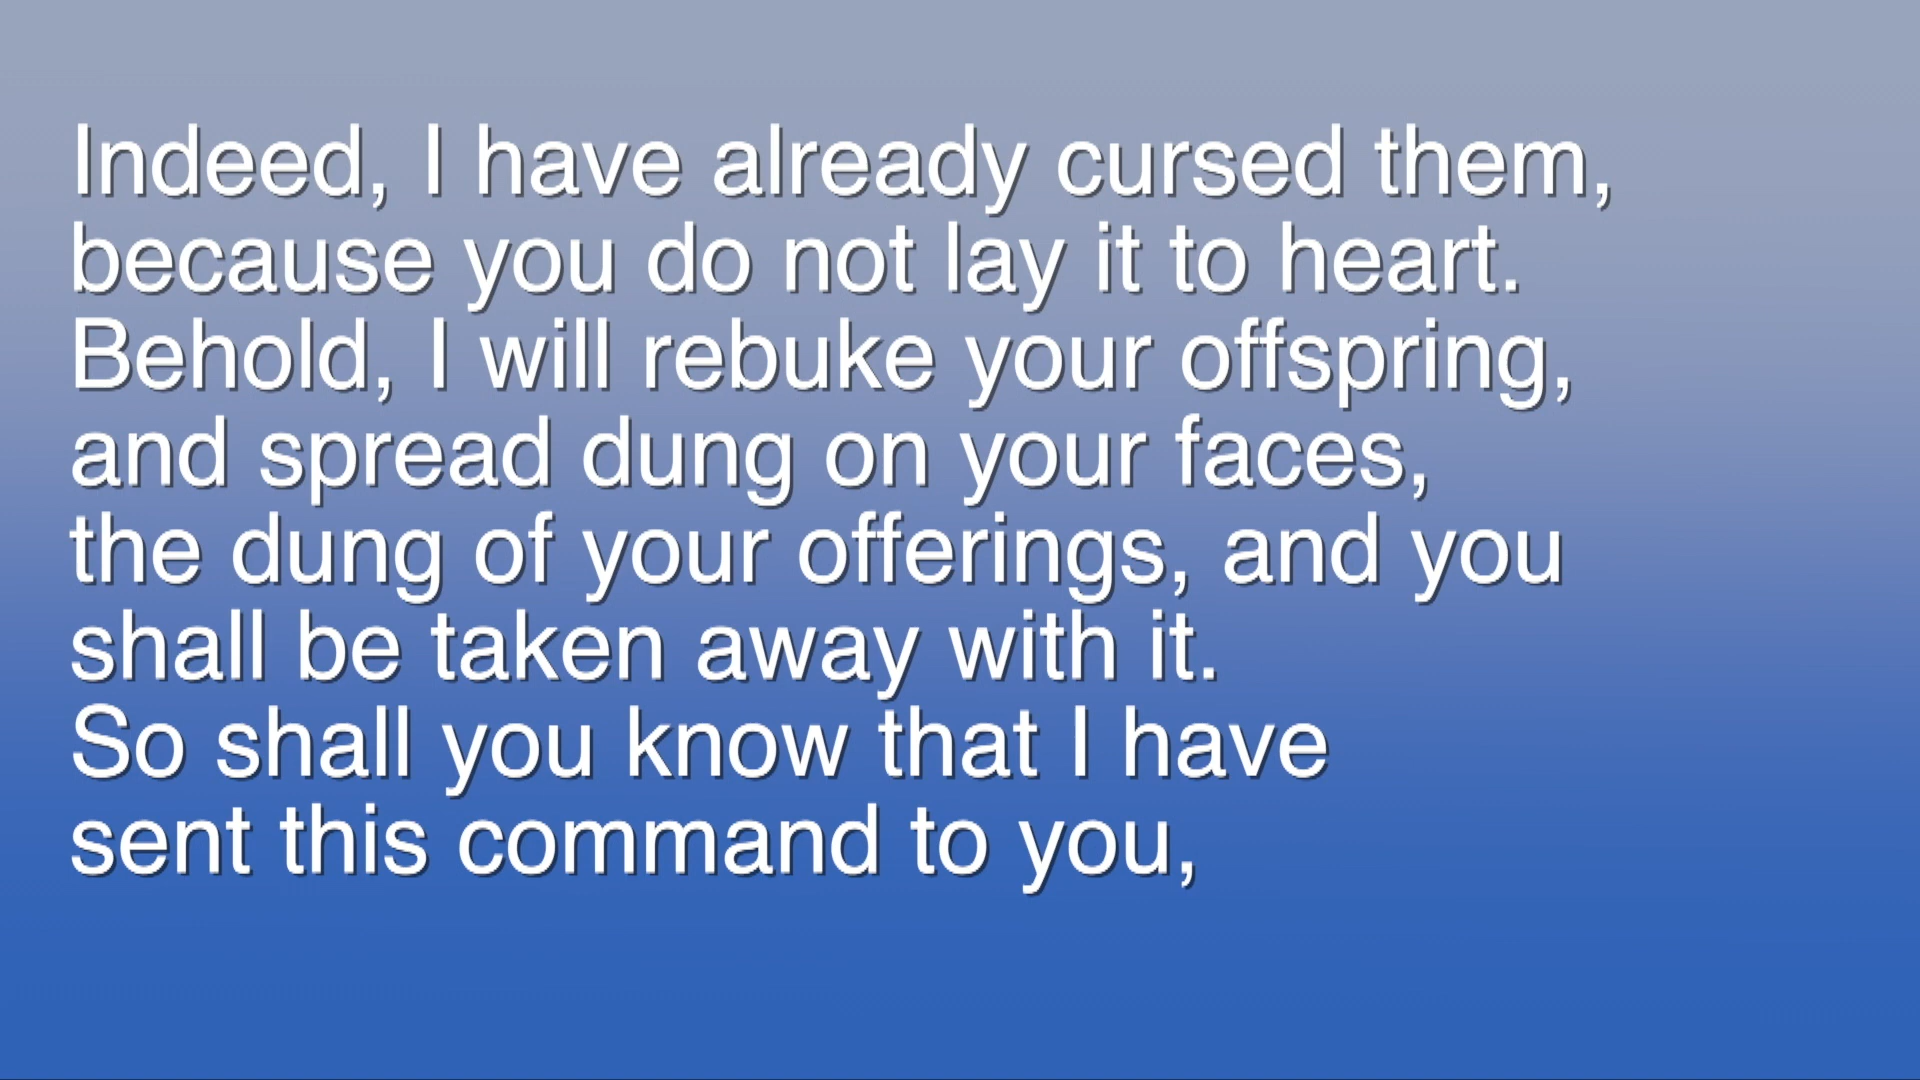 Indeed, I have already cursed them,
because you do not lay it to heart.
Behold, I will rebuke your offspring,
and spread dung on your faces,
the dung of your offerings, and you
shall be taken away with it.
So shall you know that I have
sent this command to you,